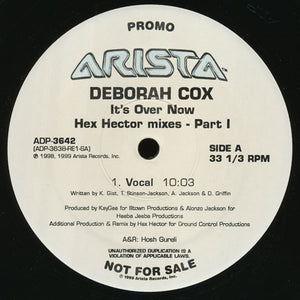 PROMO
ARISTA™
DEBORAH COX
It's Over Now
Hex Hector mixes - Part I
ADP-3642
(ADP-3638-RE1-SA)
℗ 1998, 1999 Arista Records, Inc.
SIDE A
33 1/3 RPM
1. Vocal 10:03
Written by K. Gist, T. Skinner-Jackson, A. Jackson & D. Griffin
Produced by KayGee for Btown Productions & Alonzo Jackson for
Heeba Jeeba Productions
Additional Production & Remix by Hex Hector for Ground Control Productions
A&R: Hosh Gureli
UNAUTHORIZED DUPLICATION IS A
VIOLATION OF APPLICABLE LAWS.
NOT FOR SALE
© 1999 Arista Records, Inc.